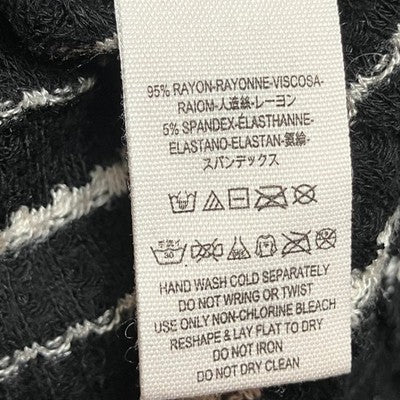 95% RAYON-RAYONNE-VISCOSA-
RAIOM-人造絲-レーヨン
5% SPANDEX-ÉLASTHANNE-
ELASTANO-ELASTAN-氨綸-
スパンデックス
HAND WASH COLD SEPARATELY
DO NOT WRING OR TWIST
USE ONLY NON-CHLORINE BLEACH
RESHAPE & LAY FLAT TO DRY
DO NOT IRON
DO NOT DRY CLEAN